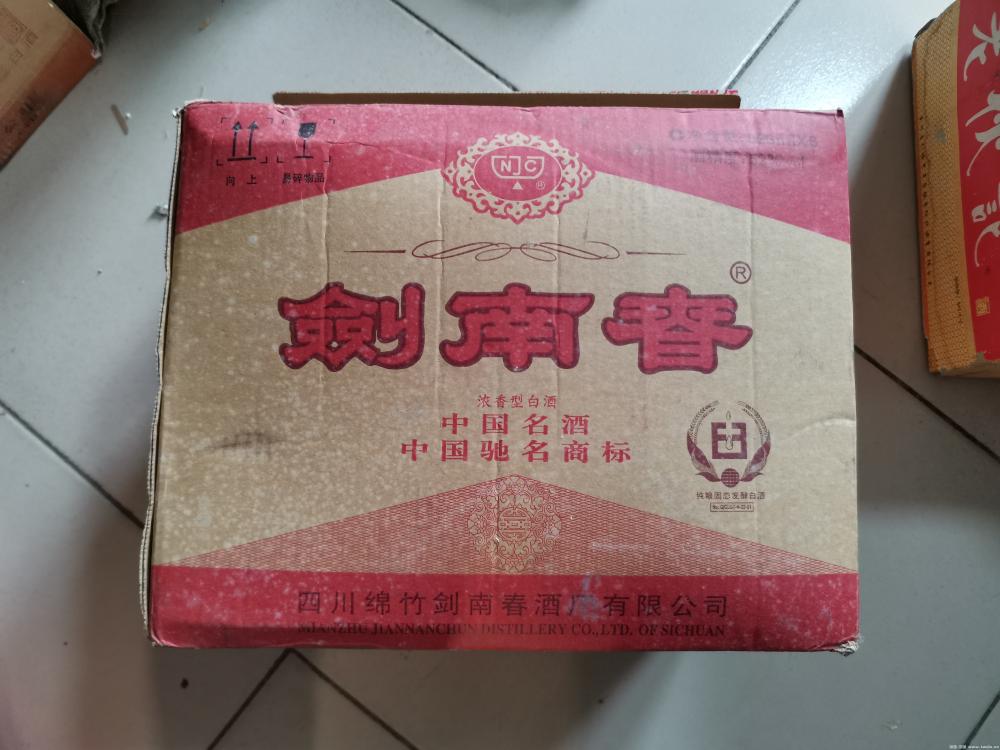 向上
易碎物品
NJC
®
劍南春®
浓香型白酒
中国名酒
中国驰名商标
纯粮固态发酵白酒
四川绵竹剑南春酒厂有限公司
MIANZHU JIANNANCHUN DISTILLERY CO.,LTD. OF SICHUAN